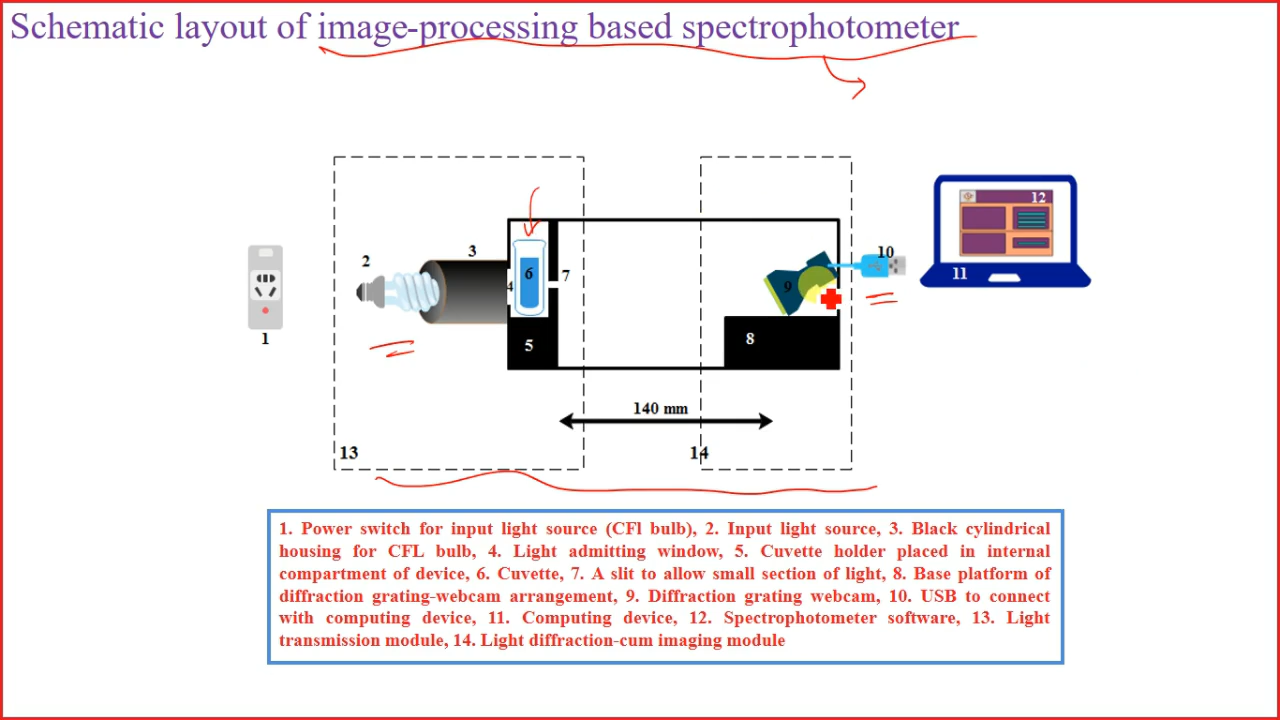 Schematic layout of image-processing based spectrophotometer
12
10
3
2
6
7
4
9
11
1
5
8
140 mm
13
14
1. Power switch for input light source (CFl bulb), 2. Input light source, 3. Black cylindrical
housing for CFL bulb, 4. Light admitting window, 5. Cuvette holder placed in internal
compartment of device, 6. Cuvette, 7. A slit to allow small section of light, 8. Base platform of
diffraction grating-webcam arrangement, 9. Diffraction grating webcam, 10. USB to connect
with computing device, 11. Computing device, 12. Spectrophotometer software, 13. Light
transmission module, 14. Light diffraction-cum imaging module